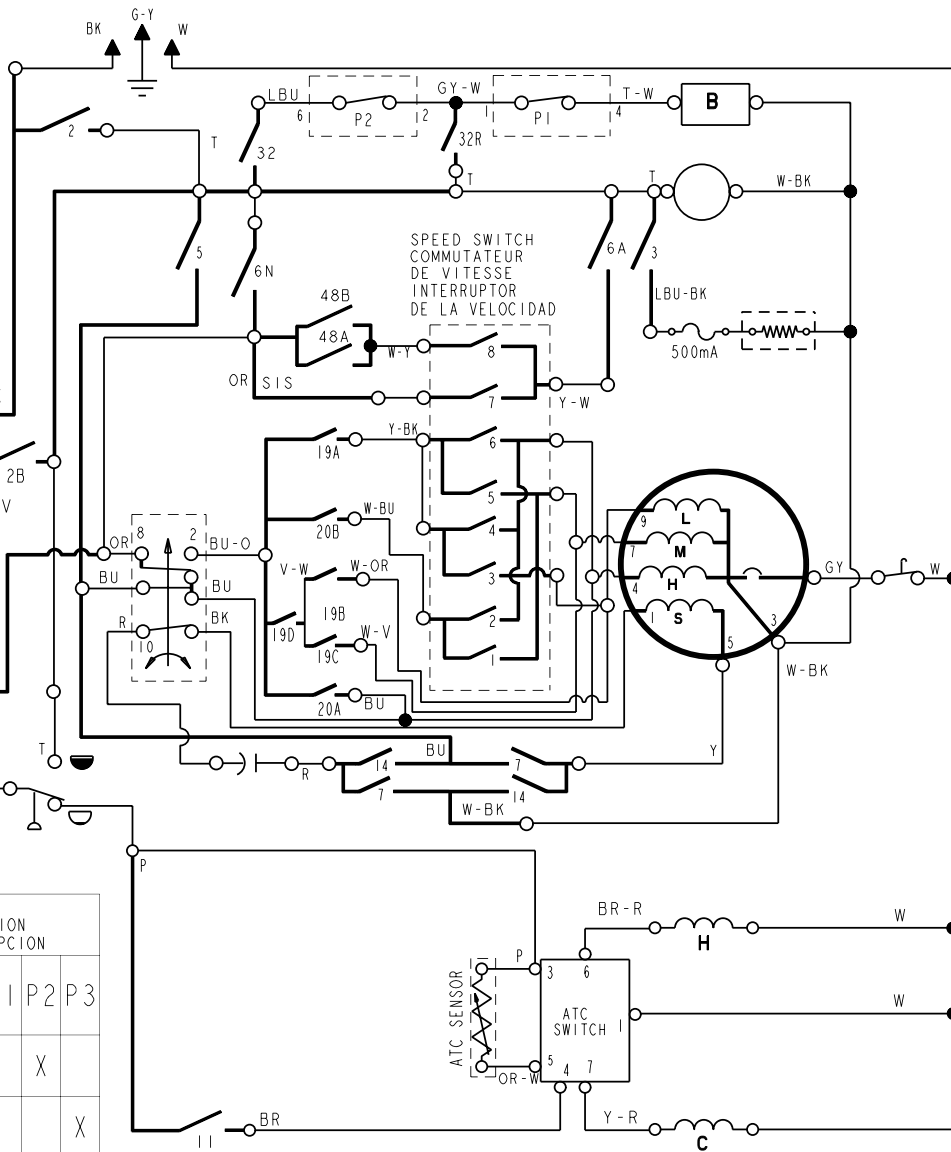 BK
G-Y
W
LBU
GY-W
T-W
B
6
P2
2
1
P1
4
2
T
32
32R
T
T
W-BK
5
6N
SPEED SWITCH
COMMUTATEUR
DE VITESSE
INTERRUPTOR
DE LA VELOCIDAD
6A
3
LBU-BK
48B
48A
W-Y
8
500mA
OR
SIS
7
Y-W
Y-BK
6
19A
2B
V
5
W-BU
20B
4
9
L
7
M
8
2
OR
BU-O
V-W
W-OR
3
H
4
GY
W
BU
BU
19B
1
S
R
BK
2
10
19D
19C
W-V
1
3
5
W-BK
20A
BU
T
R
14
BU
7
Y
7
14
W-BK
P
ION
PCION
BR-R
W
H
1
P2
P3
ATC SENSOR
P
3
6
W
ATC
SWITCH
1
X
5
4
7
OR-W
X
BR
11
Y-R
C